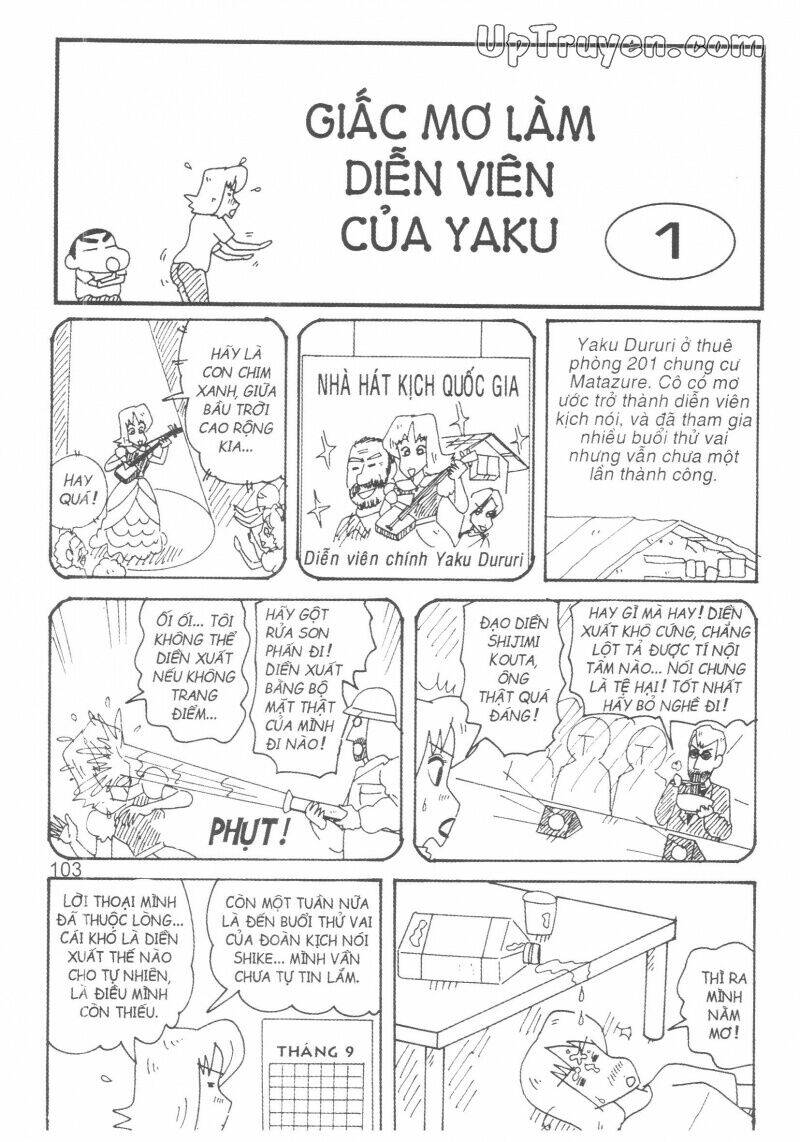 UpTruyen.com
GIẤC MƠ LÀM
DIỄN VIÊN
CỦA YAKU
1
Yaku Dururi ở thuê
phòng 201 chung cư
Matazure. Cô có mơ
ước trở thành diễn viên
kịch nói, và đã tham gia
nhiều buổi thử vai
nhưng vẫn chưa một
lần thành công.
NHÀ HÁT KỊCH QUỐC GIA
Diễn viên chính Yaku Dururi
HÃY LÀ
CON CHIM
XANH, GIỮA
BẦU TRỜI
CAO RỘNG
KIA...
HAY
QUÁ!
HAY GÌ MÀ HAY! DIỄN
XUẤT KHÔ CỨNG, CHẲNG
LỘT TẢ ĐƯỢC TÍ NỘI
TÂM NÀO... NÓI CHUNG
LÀ TỆ HẠI! TỐT NHẤT
HÃY BỎ NGHỀ ĐI!
ĐẠO DIỄN
SHIJIMI
KOUTA,
ÔNG
THẬT QUÁ
ĐÁNG!
HÃY GỘT
RỬA SON
PHẤN ĐI!
DIỄN XUẤT
BẰNG BỘ
MẶT THẬT
CỦA MÌNH
ĐI NÀO!
ỐI ỐI... TÔI
KHÔNG THỂ
DIỄN XUẤT
NẾU KHÔNG
TRANG
ĐIỂM...
PHỤT!
103
THÌ RA
MÌNH
NẰM
MƠ!
CÒN MỘT TUẦN NỮA
LÀ ĐẾN BUỔI THỬ VAI
CỦA ĐOÀN KỊCH NÓI
SHIKE... MÌNH VẪN
CHƯA TỰ TIN LẮM.
LỜI THOẠI MÌNH
ĐÃ THUỘC LÒNG...
CÁI KHÓ LÀ DIỄN
XUẤT THẾ NÀO
CHO TỰ NHIÊN,
LÀ ĐIỀU MÌNH
CÒN THIẾU.
THÁNG 9